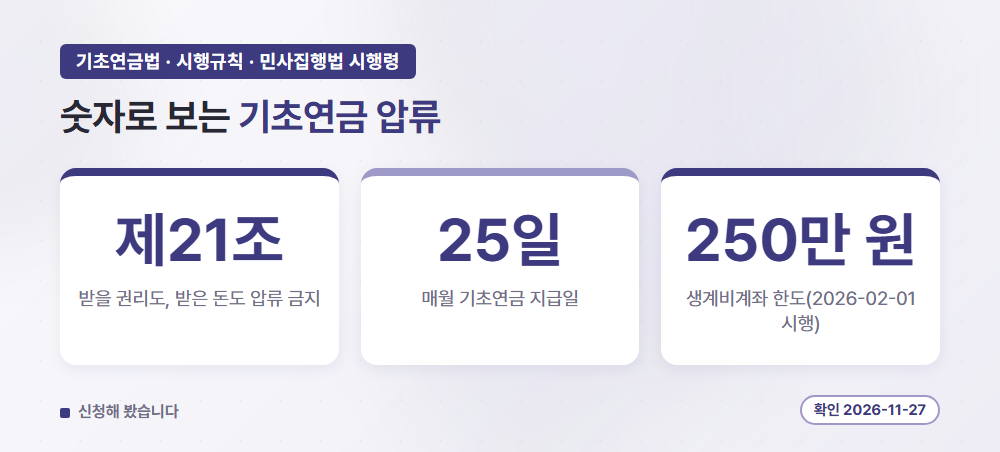 기초연금법 · 시행규칙 · 민사집행법 시행령
숫자로 보는 기초연금 압류
제21조
받을 권리도, 받은 돈도 압류 금지
25일
매월 기초연금 지급일
250만 원
생계비계좌 한도(2026-02-01
시행)
신청해 봤습니다
확인 2026-11-27